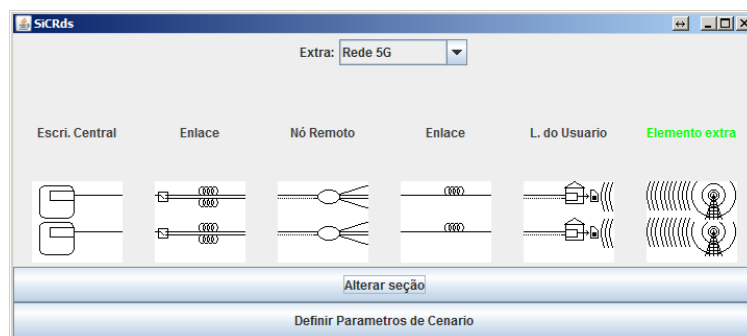 SiCRds
Extra: Rede 5G
Escri. Central Enlace Nó Remoto Enlace L. do Usuario Elemento extra
Alterar seção
Definir Parametros de Cenario